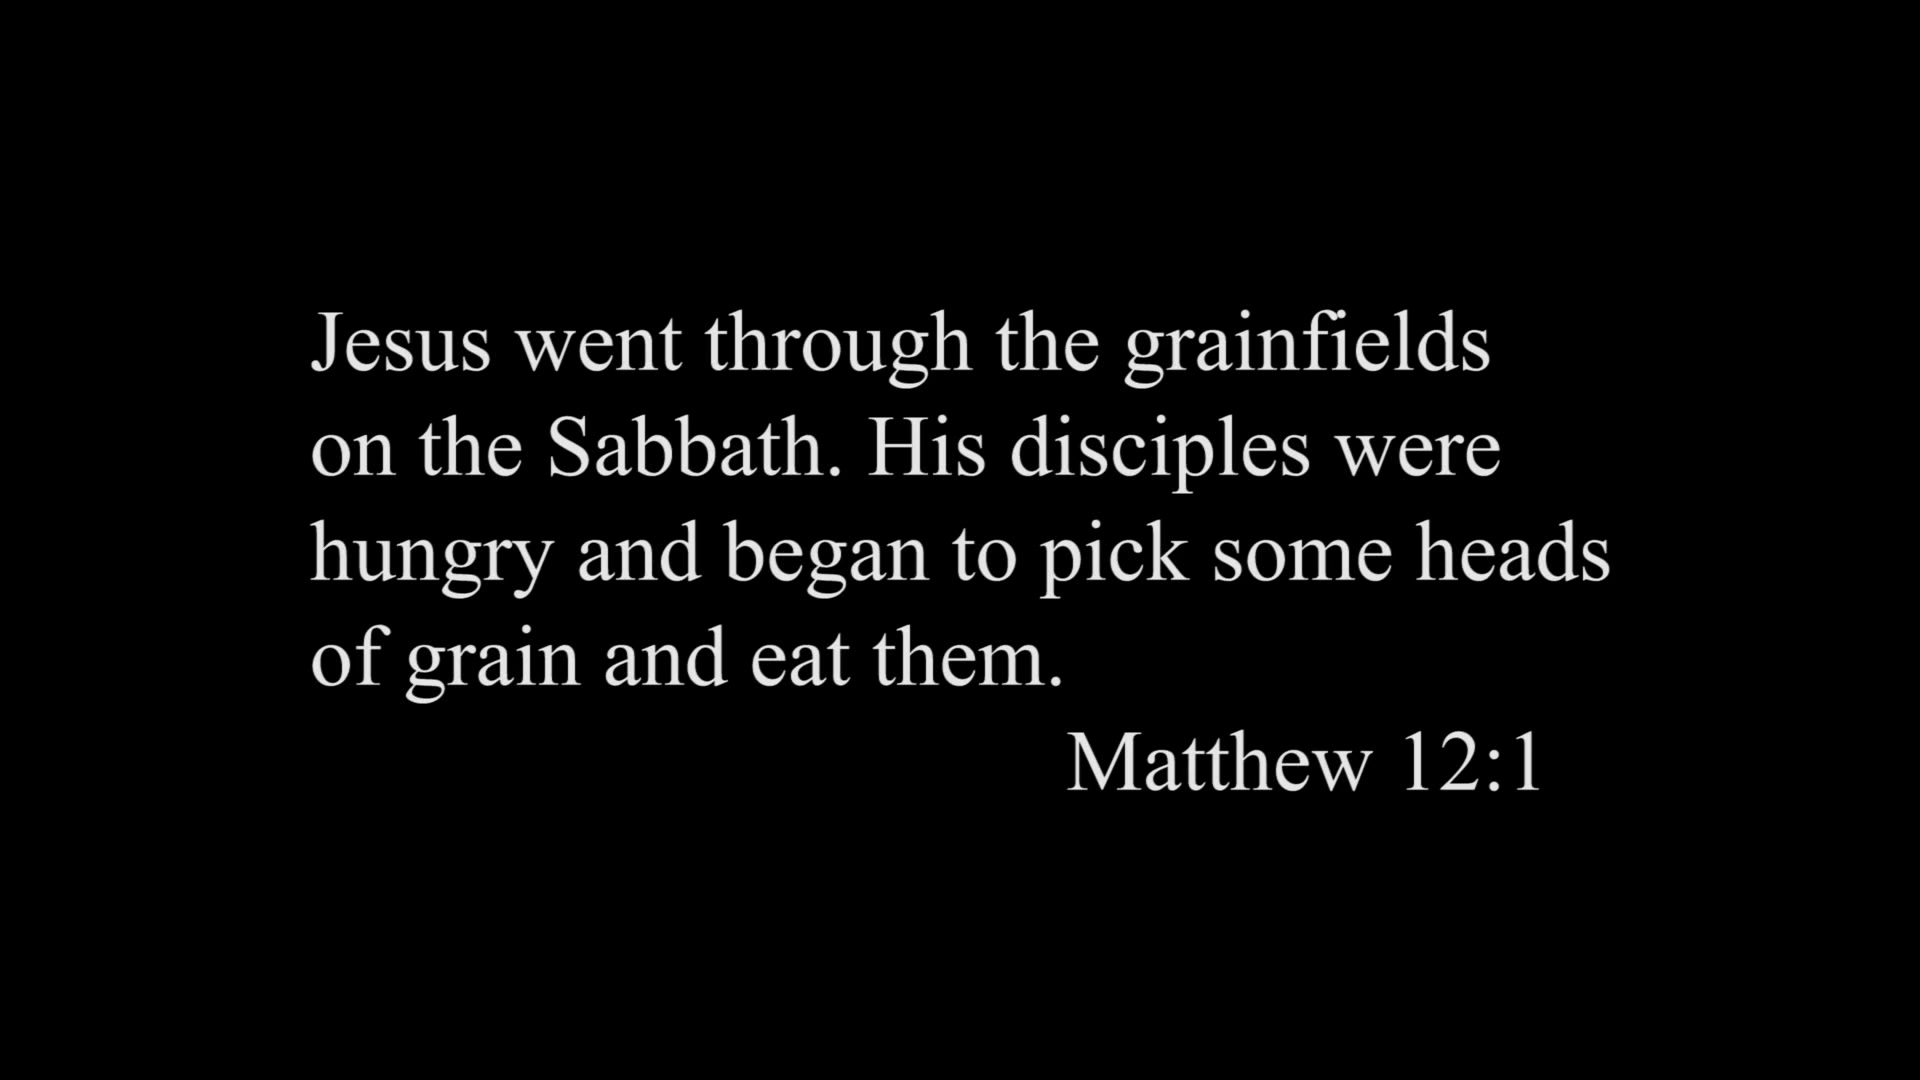 Jesus went through the grainfields
on the Sabbath. His disciples were
hungry and began to pick some heads
of grain and eat them.
Matthew 12:1